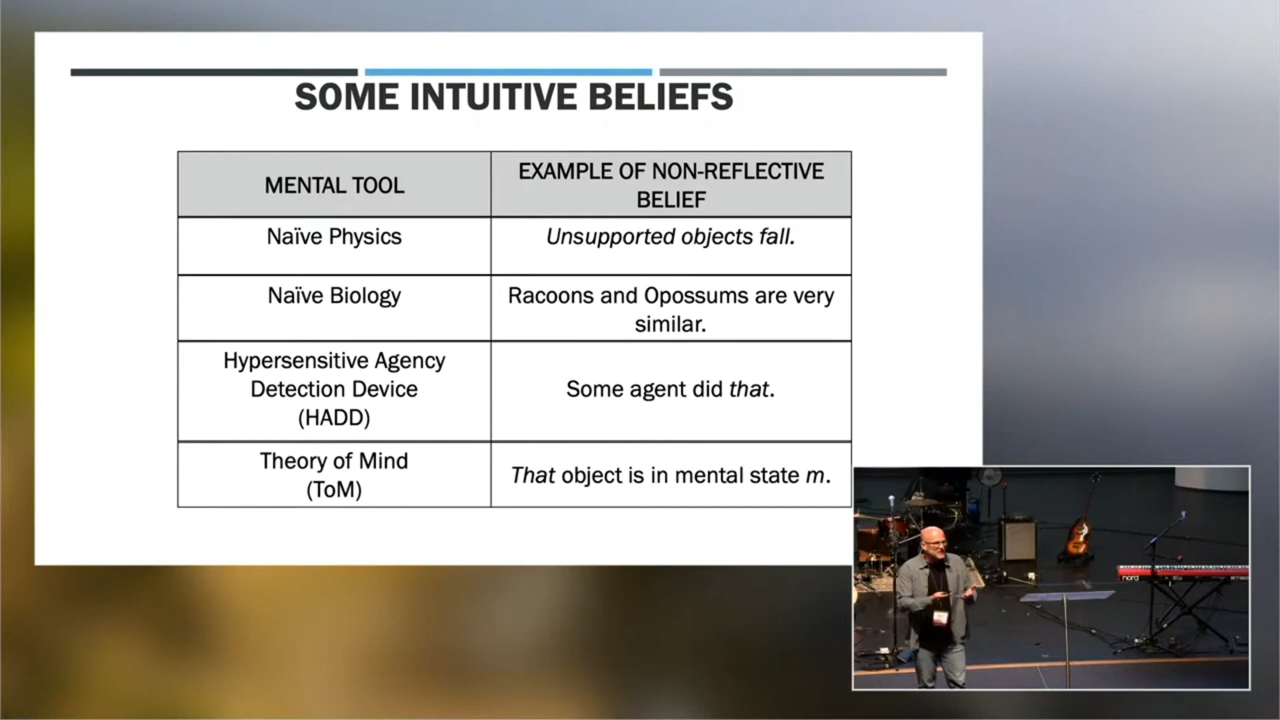 SOME INTUITIVE BELIEFS
MENTAL TOOL
EXAMPLE OF NON-REFLECTIVE
BELIEF
Naïve Physics
Unsupported objects fall.
Naïve Biology
Racoons and Opossums are very
similar.
Hypersensitive Agency
Detection Device
(HADD)
Some agent did that.
Theory of Mind
(ToM)
That object is in mental state m.
nord